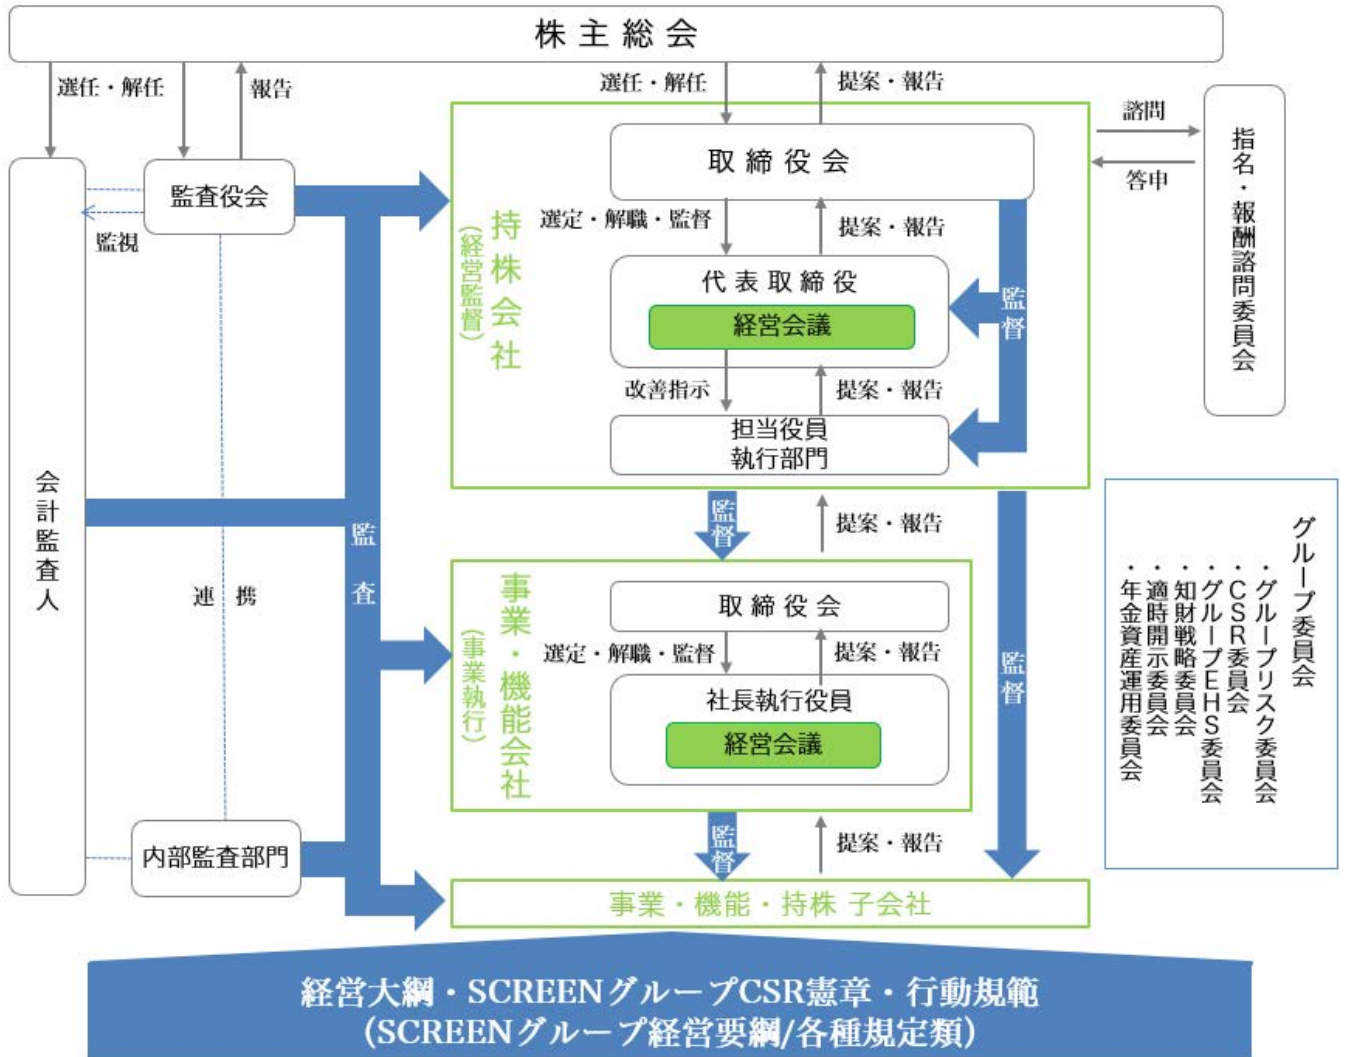 株主総会
選任・解任
報告
選任・解任
提案・報告
監査役会
監視
会計監査人
連携
内部監査部門
監査
持株会社
(経営監督)
取締役会
選定・解職・監督
提案・報告
代表取締役
経営会議
改善指示
提案・報告
担当役員
執行部門
監督
諮問
答申
指名・報酬諮問委員会
監督
提案・報告
監督
事業・機能会社
(事業執行)
取締役会
選定・解職・監督
提案・報告
社長執行役員
経営会議
監督
提案・報告
事業・機能・持株 子会社
グループ委員会
・グループリスク委員会
・CSR委員会
・グループEHS委員会
・知財戦略委員会
・適時開示委員会
・年金資産運用委員会
経営大綱・SCREENグループCSR憲章・行動規範
(SCREENグループ経営要綱/各種規定類)